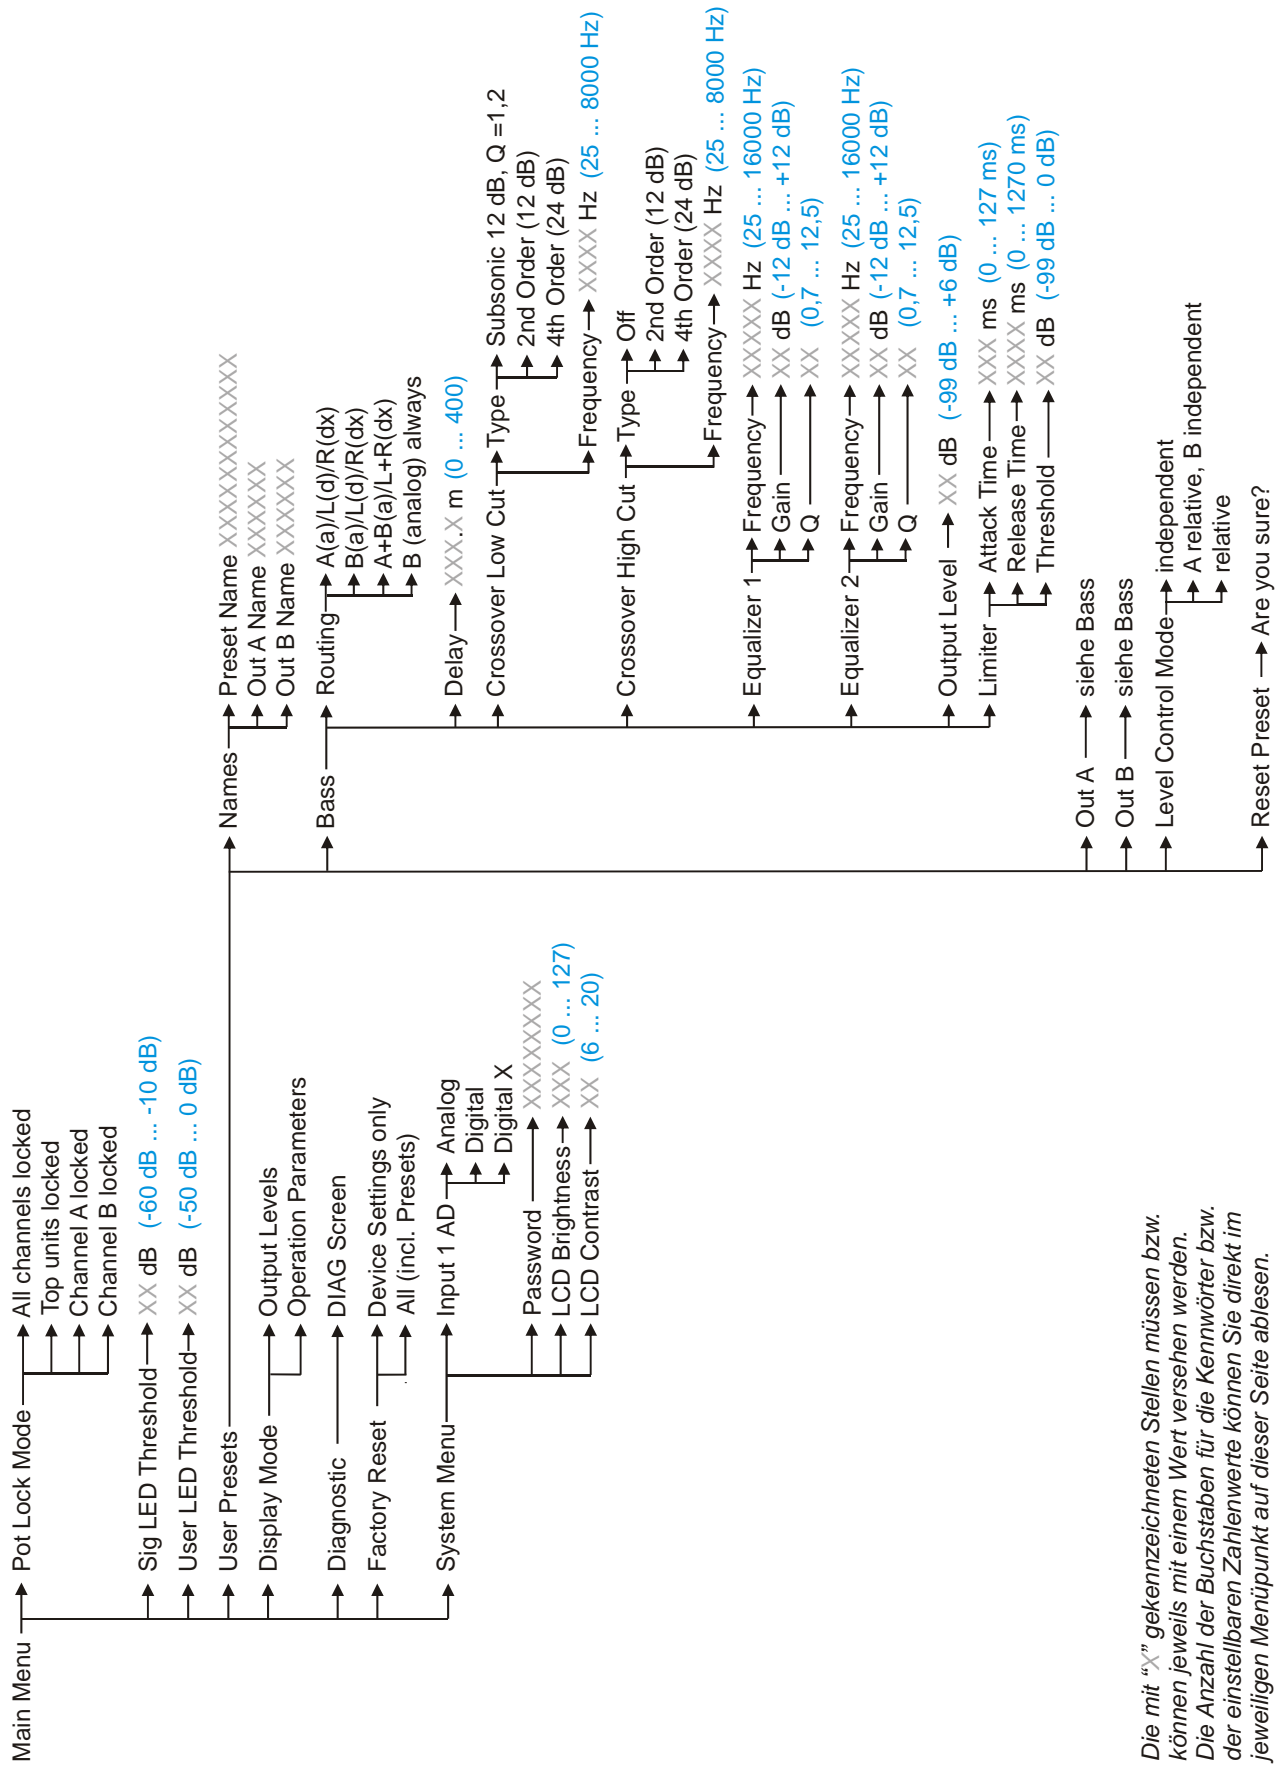 Main Menu
Pot Lock Mode
All channels locked
Top units locked
Channel A locked
Channel B locked
Sig LED Threshold
XX dB (-60 dB ... -10 dB)
User LED Threshold
XX dB (-50 dB ... 0 dB)
User Presets
Names
Preset Name XXXXXXXXXXXXXX
Out A Name XXXXXX
Out B Name XXXXXX
Bass
Routing
A(a)/L(d)/R(dx)
B(a)/L(d)/R(dx)
A+B(a)/L+R(dx)
B (analog) always
Delay
XXX.X m (0 ... 400)
Crossover Low Cut
Type
Subsonic 12 dB, Q =1,2
2nd Order (12 dB)
4th Order (24 dB)
Frequency
XXXX Hz (25 ... 8000 Hz)
Crossover High Cut
Type
Off
2nd Order (12 dB)
4th Order (24 dB)
Frequency
XXXX Hz (25 ... 8000 Hz)
Equalizer 1
Frequency
XXXXX Hz (25 ... 16000 Hz)
Gain
XX dB (-12 dB ... +12 dB)
Q
XX (0,7 ... 12,5)
Equalizer 2
Frequency
XXXXX Hz (25 ... 16000 Hz)
Gain
XX dB (-12 dB ... +12 dB)
Q
XX (0,7 ... 12,5)
Output Level
XX dB (-99 dB ... +6 dB)
Limiter
Attack Time
XXX ms (0 ... 127 ms)
Release Time
XXXX ms (0 ... 1270 ms)
Threshold
XX dB (-99 dB ... 0 dB)
Out A
siehe Bass
Out B
siehe Bass
Level Control Mode
independent
A relative, B independent
relative
Reset Preset
Are you sure?
Display Mode
Output Levels
Operation Parameters
Diagnostic
DIAG Screen
Factory Reset
Device Settings only
All (incl. Presets)
System Menu
Input 1 AD
Analog
Digital
Digital X
Password
XXXXXXXX
LCD Brightness
XXX (0 ... 127)
LCD Contrast
XX (6 ... 20)
Die mit “X” gekennzeichneten Stellen müssen bzw.
können jeweils mit einem Wert versehen werden.
Die Anzahl der Buchstaben für die Kennwörter bzw.
der einstellbaren Zahlenwerte können Sie direkt im
jeweiligen Menüpunkt auf dieser Seite ablesen.